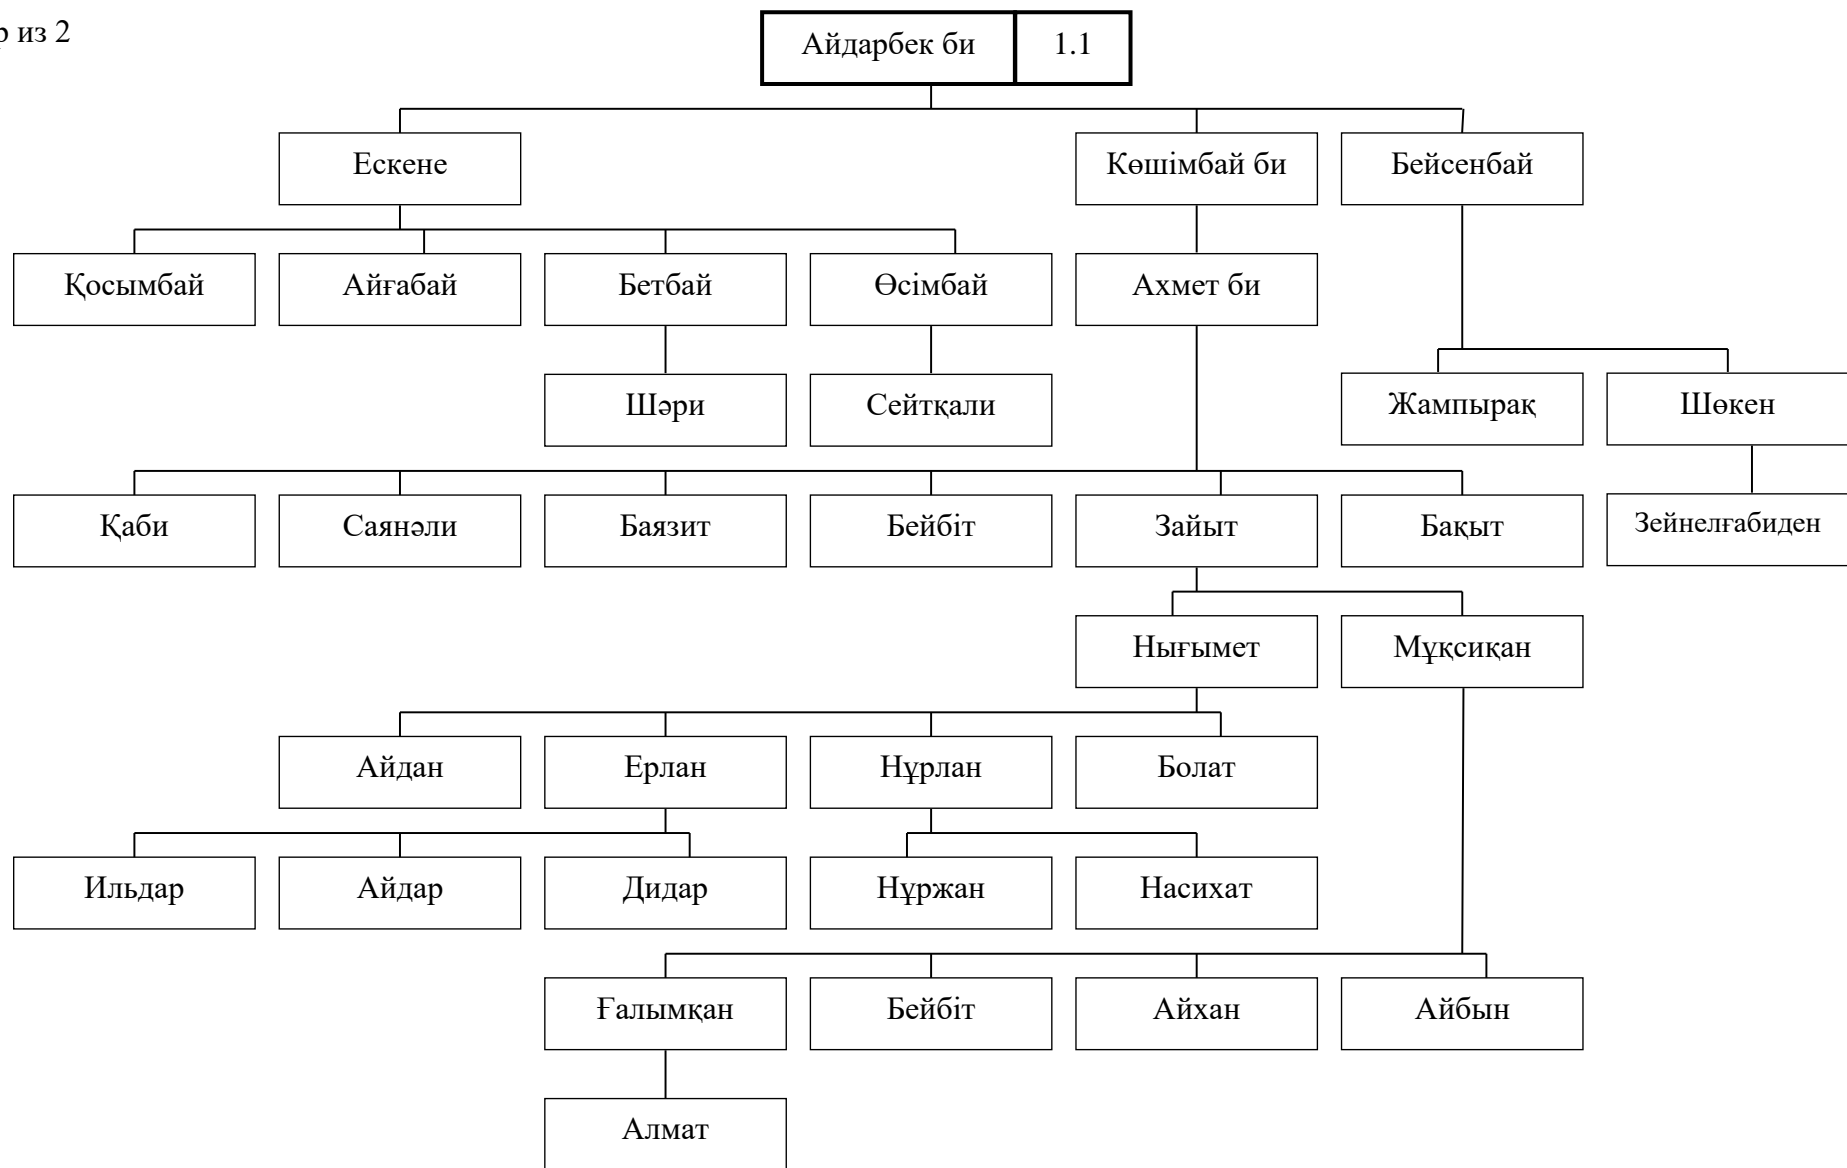 р из 2
Айдарбек би 1.1
Ескене Көшімбай би Бейсенбай
Қосымбай Айғабай Бетбай Өсімбай Ахмет би
Шәри Сейтқали Жампырақ Шөкен
Қаби Саянәли Баязит Бейбіт Зайыт Бақыт Зейнелғабиден
Нығымет Мұқсиқан
Айдан Ерлан Нұрлан Болат
Ильдар Айдар Дидар Нұржан Насихат
Ғалымқан Бейбіт Айхан Айбын
Алмат